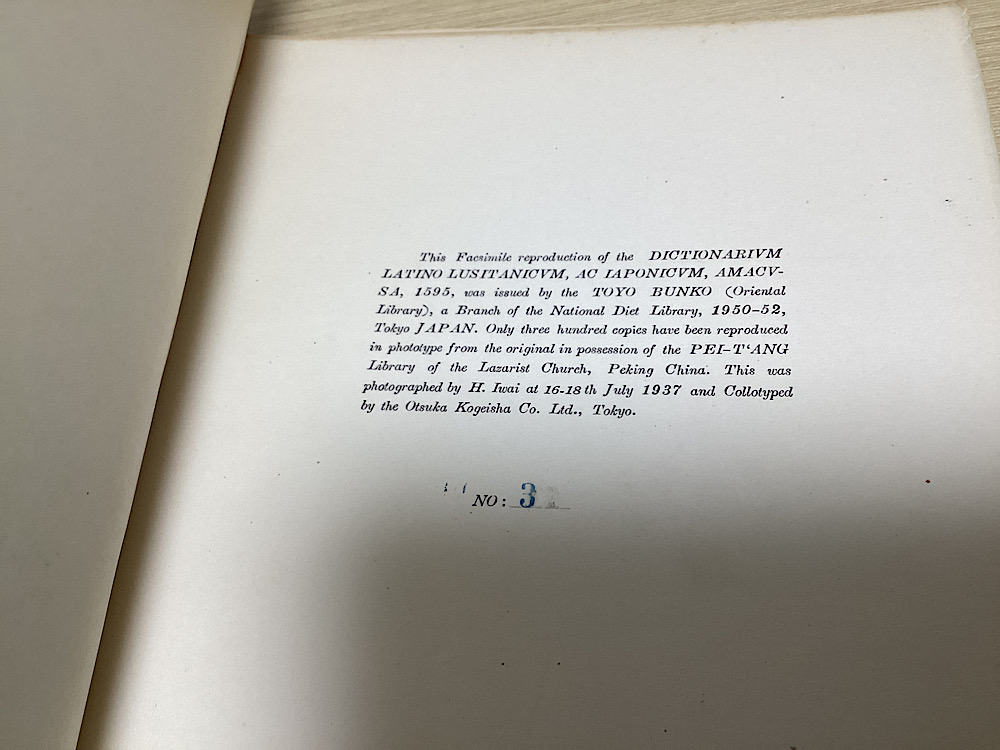 This Facsimile reproduction of the DICTIONARIVM
LATINO LUSITANICVM, AC IAPONICVM, AMACV-
SA, 1595, was issued by the TOYO BUNKO (Oriental
Library), a Branch of the National Diet Library, 1950-52,
Tokyo JAPAN. Only three hundred copies have been reproduced
in phototype from the original in possession of the PEI-T‘ANG
Library of the Lazarist Church, Peking China. This was
photographed by H. Iwai at 16-18th July 1937 and Collotyped
by the Otsuka Kogeisha Co. Ltd., Tokyo.
NO: 3